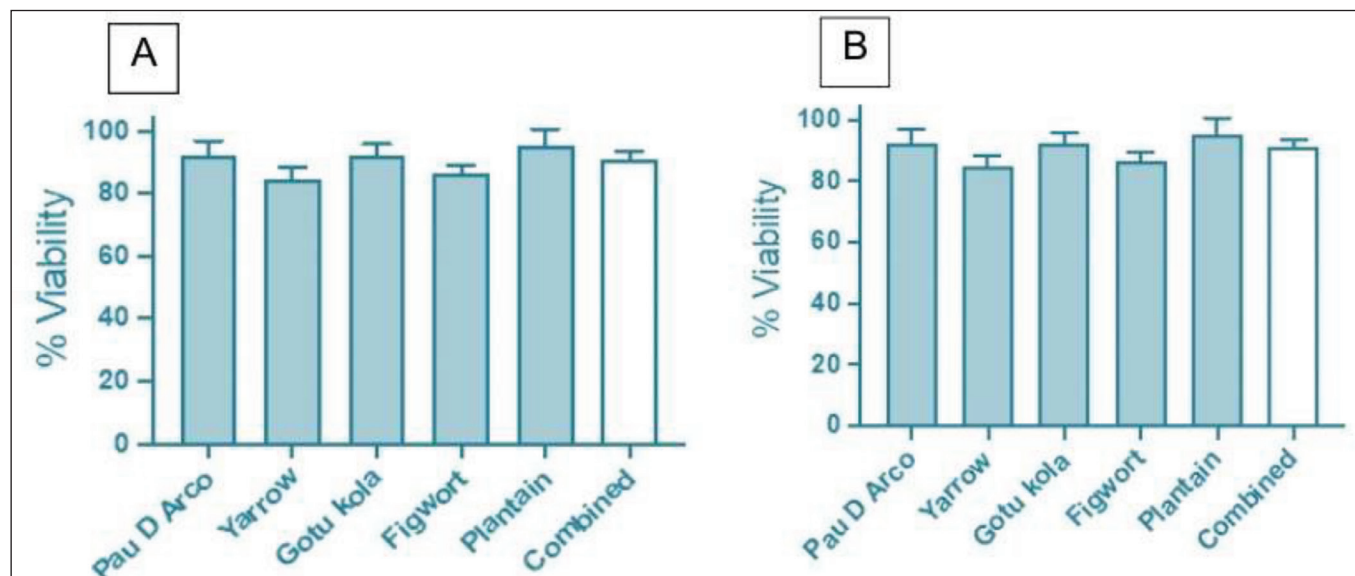 A
% Viability
100
80
60
40
20
0
Pau D Arco
Yarrow
Gotu kola
Figwort
Plantain
Combined
B
% Viability
100
80
60
40
20
0
Pau D Arco
Yarrow
Gotu kola
Figwort
Plantain
Combined